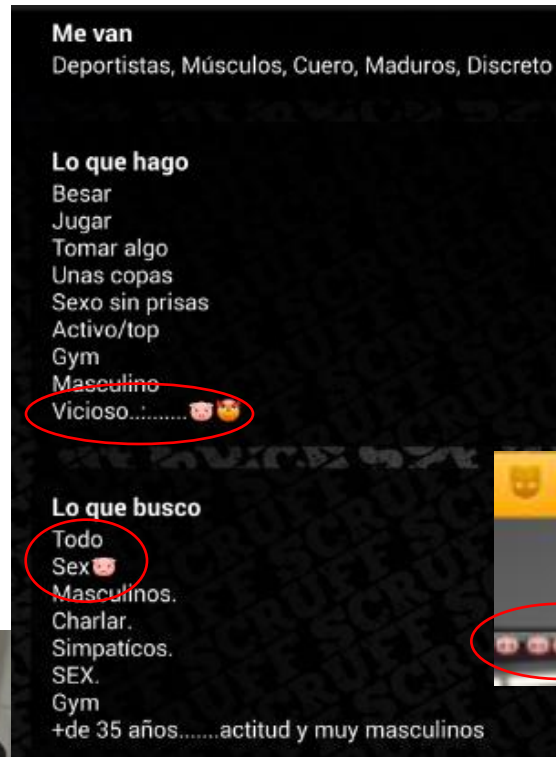 Me van
Deportistas, Músculos, Cuero, Maduros, Discreto
Lo que hago
Besar
Jugar
Tomar algo
Unas copas
Sexo sin prisas
Activo/top
Gym
Masculino
Vicioso..:.......🐷😈
Lo que busco
Todo
Sex🐷
Masculinos.
Charlar.
Simpatícos.
SEX.
Gym
+de 35 años.......actitud y muy masculinos